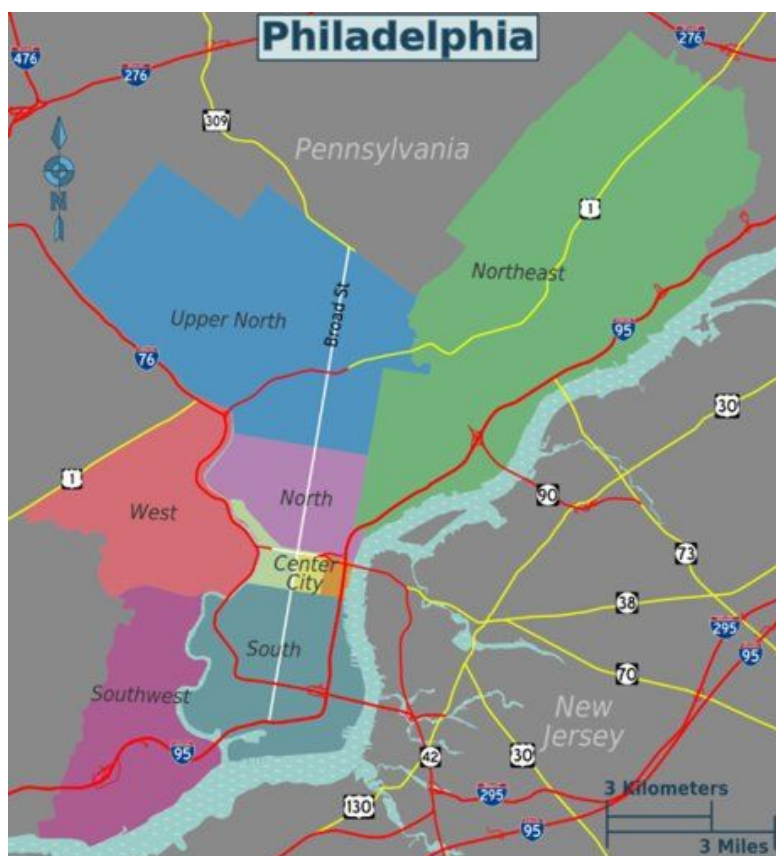 Philadelphia
476
276
276
309
Pennsylvania
N
1
Northeast
Upper North
Broad St
95
76
30
1
West
North
90
Center
City
73
38
South
295
95
70
Southwest
New
Jersey
95
42
30
3 Kilometers
130
295
95
3 Miles